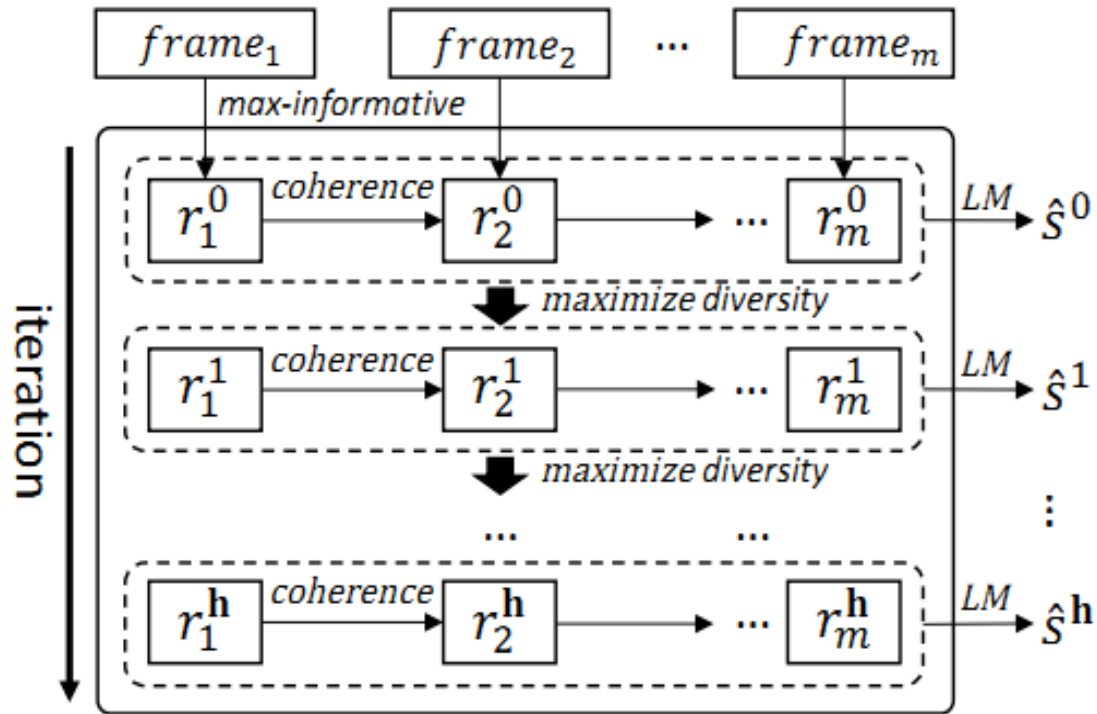 frame₁ frame₂ ... frameₘ
max-informative
r₁⁰ coherence r₂⁰ ... rₘ⁰ LM ŝ⁰
maximize diversity
r₁¹ coherence r₂¹ ... rₘ¹ LM ŝ¹
maximize diversity
... ... ⋮
r₁ʰ coherence r₂ʰ ... rₘʰ LM ŝʰ
iteration